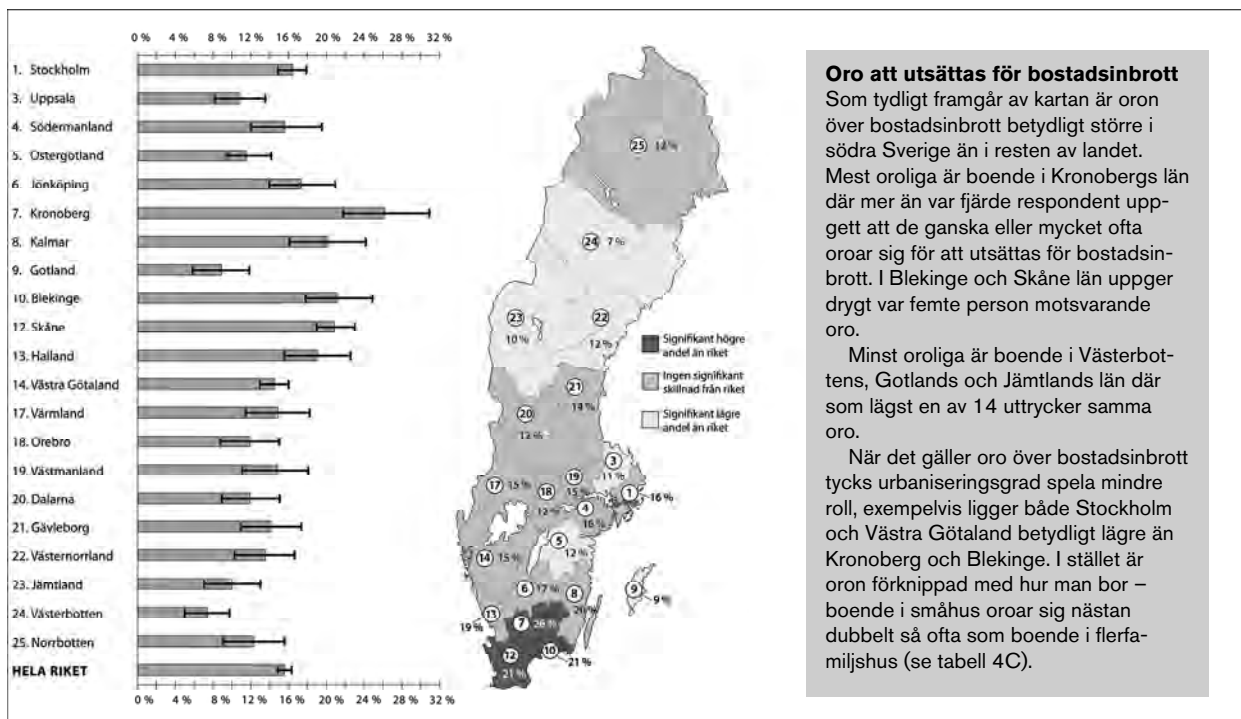 0 % 4 % 8 % 12 % 16 % 20 % 24 % 28 % 32 %
1. Stockholm
3. Uppsala
4. Södermanland
5. Östergötland
6. Jönköping
7. Kronoberg
8. Kalmar
9. Gotland
10. Blekinge
12. Skåne
13. Halland
14. Västra Götaland
17. Värmland
18. Örebro
19. Västmanland
20. Dalarna
21. Gävleborg
22. Västernorrland
23. Jämtland
24. Västerbotten
25. Norrbotten
HELA RIKET
0 % 4 % 8 % 12 % 16 % 20 % 24 % 28 % 32 %
25
24 7 %
23
10 %
22
12 %
21
20
12 %
3
11 %
19
15 %
17 15 %
18
12 %
1 16 %
4
16 %
5
12 %
14 15 %
6 17 %
8
20 %
9
9 %
13
19 %
7 26 %
12
21 %
10
21 %
Signifikant högre
andel än riket
Ingen signifikant
skillnad från riket
Signifikant lägre
andel än riket
Oro att utsättas för bostadsinbrott
Som tydligt framgår av kartan är oron
över bostadsinbrott betydligt större i
södra Sverige än i resten av landet.
Mest oroliga är boende i Kronobergs län
där mer än var fjärde respondent upp-
gett att de ganska eller mycket ofta
oroar sig för att utsättas för bostadsin-
brott. I Blekinge och Skåne län uppger
drygt var femte person motsvarande
oro.
Minst oroliga är boende i Västerbot-
tens, Gotlands och Jämtlands län där
som lägst en av 14 uttrycker samma
oro.
När det gäller oro över bostadsinbrott
tycks urbaniseringsgrad spela mindre
roll, exempelvis ligger både Stockholm
och Västra Götaland betydligt lägre än
Kronoberg och Blekinge. I stället är
oron förknippad med hur man bor –
boende i småhus oroar sig nästan
dubbelt så ofta som boende i flerfa-
miljshus (se tabell 4C).